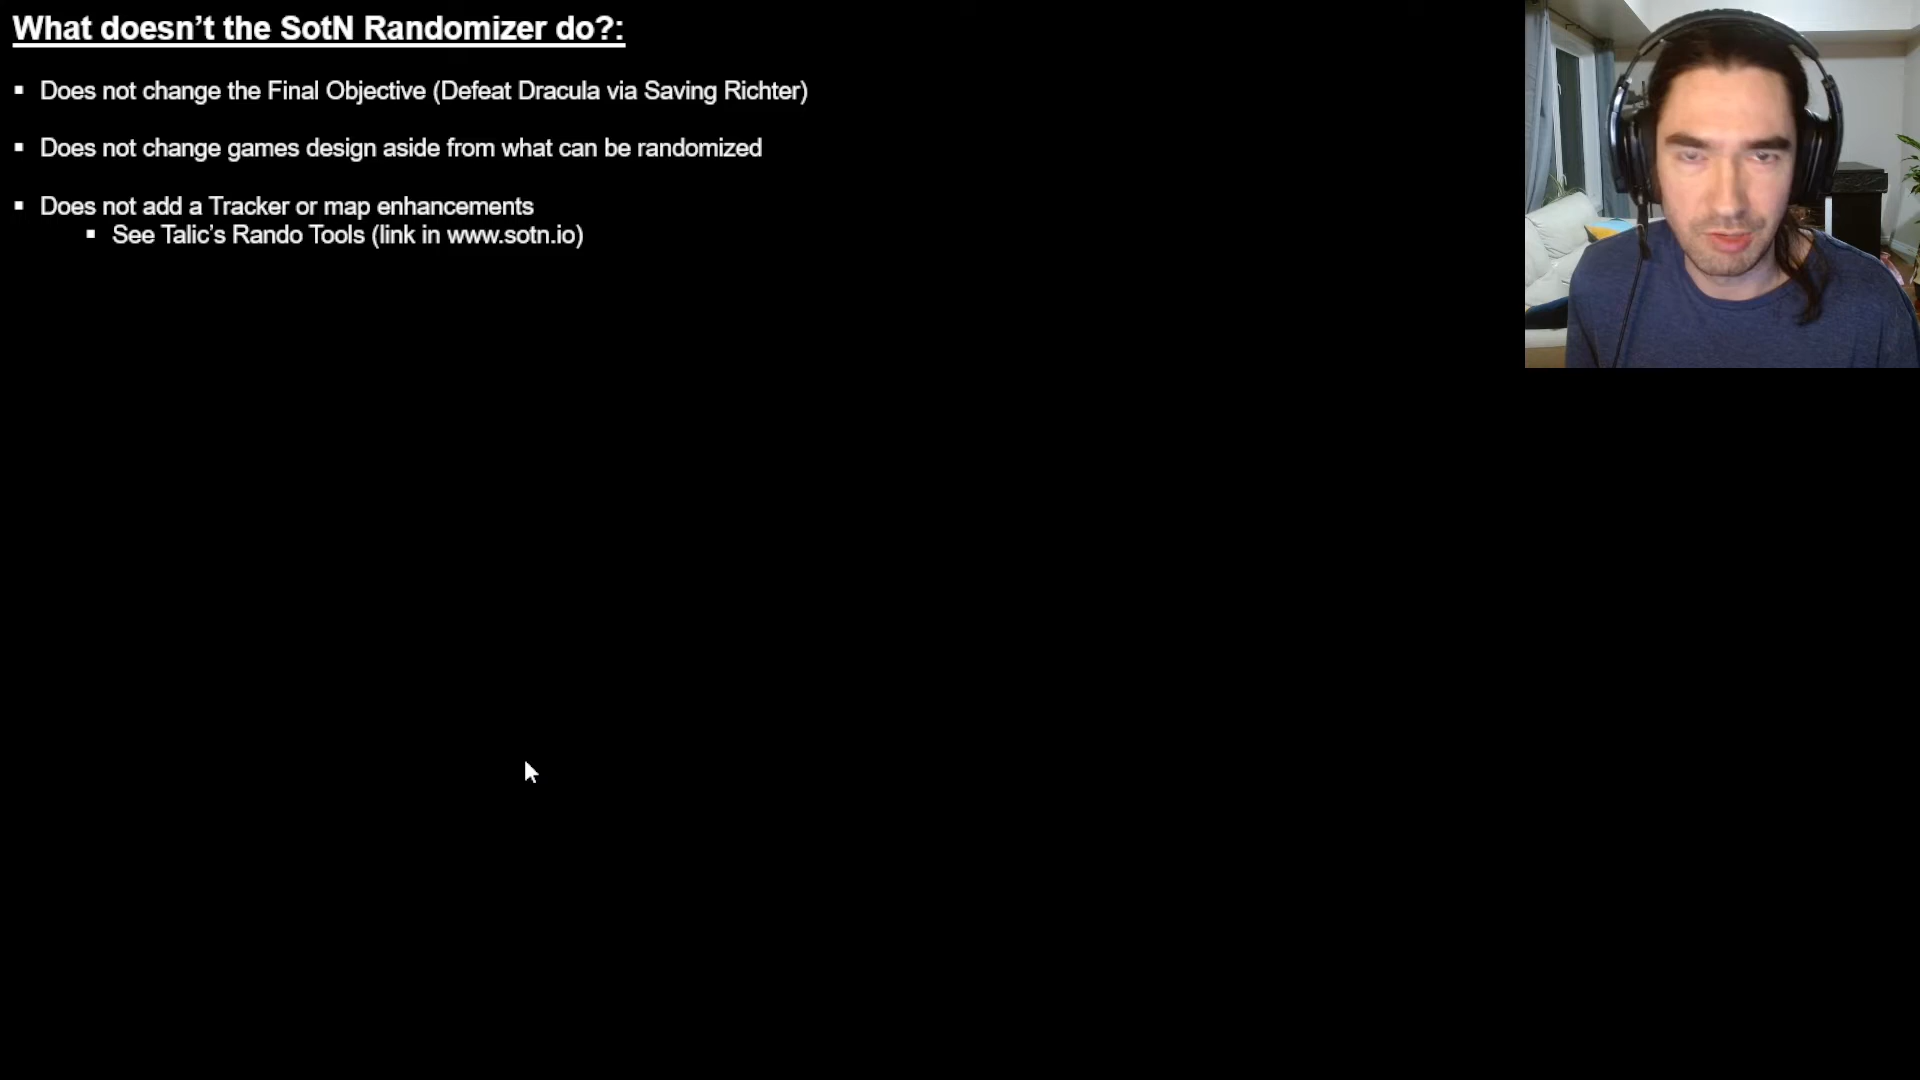 What doesn’t the SotN Randomizer do?:
▪ Does not change the Final Objective (Defeat Dracula via Saving Richter)
▪ Does not change games design aside from what can be randomized
▪ Does not add a Tracker or map enhancements
▪ See Talic’s Rando Tools (link in www.sotn.io)